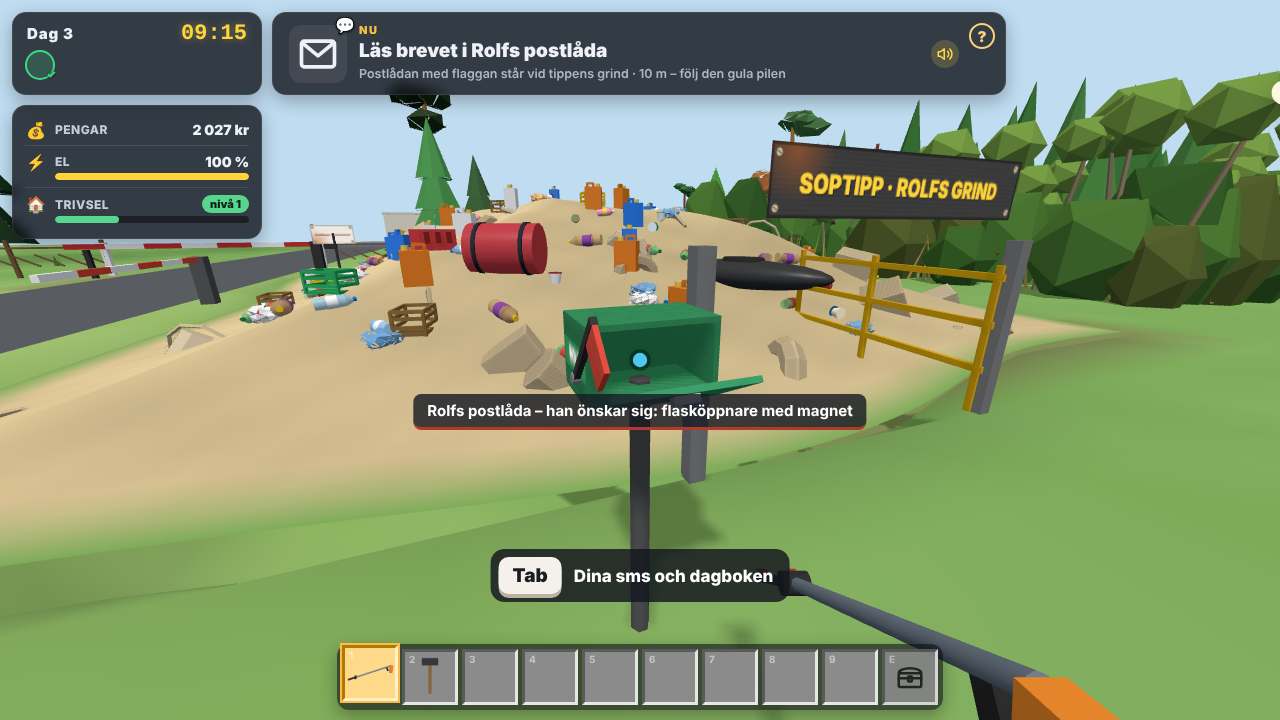 Dag 3
09:15
PENGAR
2 027 kr
EL
100 %
TRIVSEL
nivå 1
NU
Läs brevet i Rolfs postlåda
Postlådan med flaggan står vid tippens grind · 10 m – följ den gula pilen
?
SOPTIPP · ROLFS GRIND
Rolfs postlåda – han önskar sig: flasköppnare med magnet
Tab
Dina sms och dagboken
2 3 4 5 6 7 8 9 E